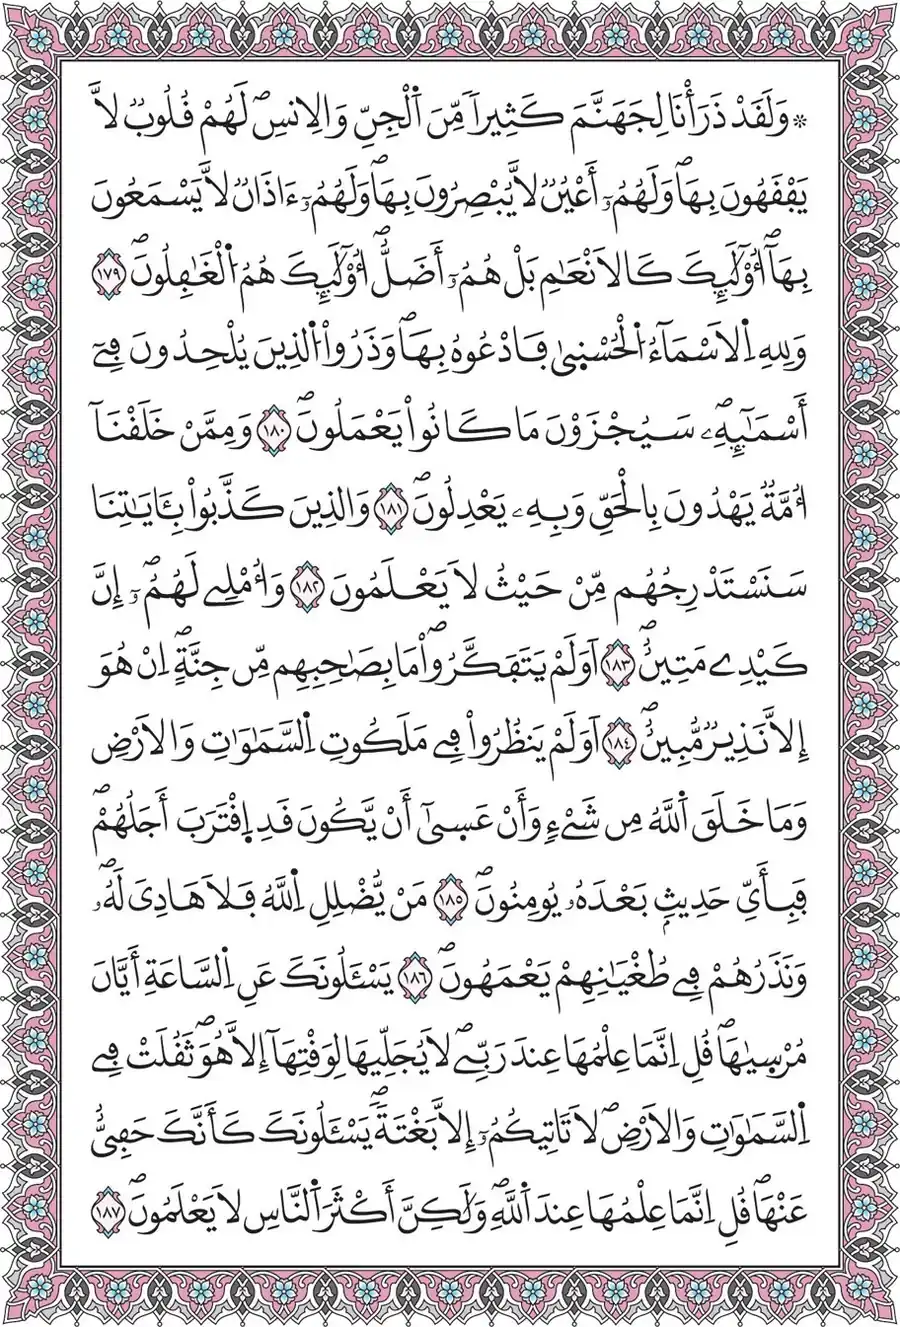 ۞ وَلَقَدْ ذَرَأْنَا لِجَهَنَّمَ كَثِيراٗ مِّنَ اَ۬لْجِنِّ وَالِانسِۖ لَهُمْ قُلُوبٞ لَّا
يَفْقَهُونَ بِهَاۖ وَلَهُمُۥٓ أَعْيُنٞ لَّا يُبْصِرُونَ بِهَاۖ وَلَهُمُۥٓ ءَاذَانٞ لَّا يَسْمَعُونَ
بِهَآۖ أُوْلَٰٓئِكَ كَالَانْعَٰمِ بَلْ هُمُۥٓ أَضَلُّۖ أُوْلَٰٓئِكَ هُمُ اُ۬لْغَٰفِلُونَۖ ١٧٩
وَلِلهِ اِ۬لَاسْمَآءُ اُ۬لْحُسْنۭيٰ فَادْعُوهُ بِهَاۖ وَذَرُواْ اُ۬لذِينَ يُلْحِدُونَ فِےٓ
أَسْمَٰٓئِهِۦۖ سَيُجْزَوْنَ مَا كَانُواْ يَعْمَلُونَۖ ١٨٠ وَمِمَّنْ خَلَقْنَآ
أُمَّةٞ يَهْدُونَ بِالْحَقِّ وَبِهِۦ يَعْدِلُونَۖ ١٨١ وَالذِينَ كَذَّبُواْ بِـَٔايَٰتِنَا
سَنَسْتَدْرِجُهُم مِّنْ حَيْثُ لَا يَعْلَمُونَ ١٨٢ وَأُمْلِے لَهُمُۥٓۖ إِنَّ
كَيْدِے مَتِينٌۖ ١٨٣ اَوَلَمْ يَتَفَكَّرُواْۖ مَا بِصَاحِبِهِم مِّن جِنَّةٍۖ اِنْ هُوَ
إِلَّا نَذِيرٞ مُّبِينٌۖ ١٨٤ اَوَلَمْ يَنظُرُواْ فِے مَلَكُوتِ اِ۬لسَّمَٰوَٰتِ وَالَارْضِ
وَمَا خَلَقَ اَ۬للَّهُ مِن شَےْءٖ وَأَنْ عَسۭيٰٓ أَنْ يَّكُونَ قَدِ اِ۪قْتَرَبَ أَجَلُهُمْۖ
فَبِأَيِّ حَدِيثِۢ بَعْدَهُۥ يُومِنُونَۖ ١٨٥ مَنْ يُّضْلِلِ اِ۬للَّهُ فَلَا هَادِيَ لَهُۥۖ
وَنَذَرُهُمْ فِے طُغْيَٰنِهِمْ يَعْمَهُونَۖ ١٨٦ يَسْـَٔلُونَكَ عَنِ اِ۬لسَّاعَةِ أَيَّانَ
مُرْسۭيٰهَاۖ قُلِ اِنَّمَا عِلْمُهَا عِندَ رَبِّےۖ لَا يُجَلِّيهَا لِوَقْتِهَآ إِلَّا هُوَۖ ثَقُلَتْ فِے
اِ۬لسَّمَٰوَٰتِ وَالَارْضِۖ لَا تَاتِيكُمُۥٓ إِلَّا بَغْتَةٗۖ يَسْـَٔلُونَكَ كَأَنَّكَ حَفِيٌّ
عَنْهَاۖ قُلِ اِنَّمَا عِلْمُهَا عِندَ اَ۬للَّهِۖ وَلَٰكِنَّ أَكْثَرَ اَ۬لنَّاسِ لَا يَعْلَمُونَۖ ١٨٧